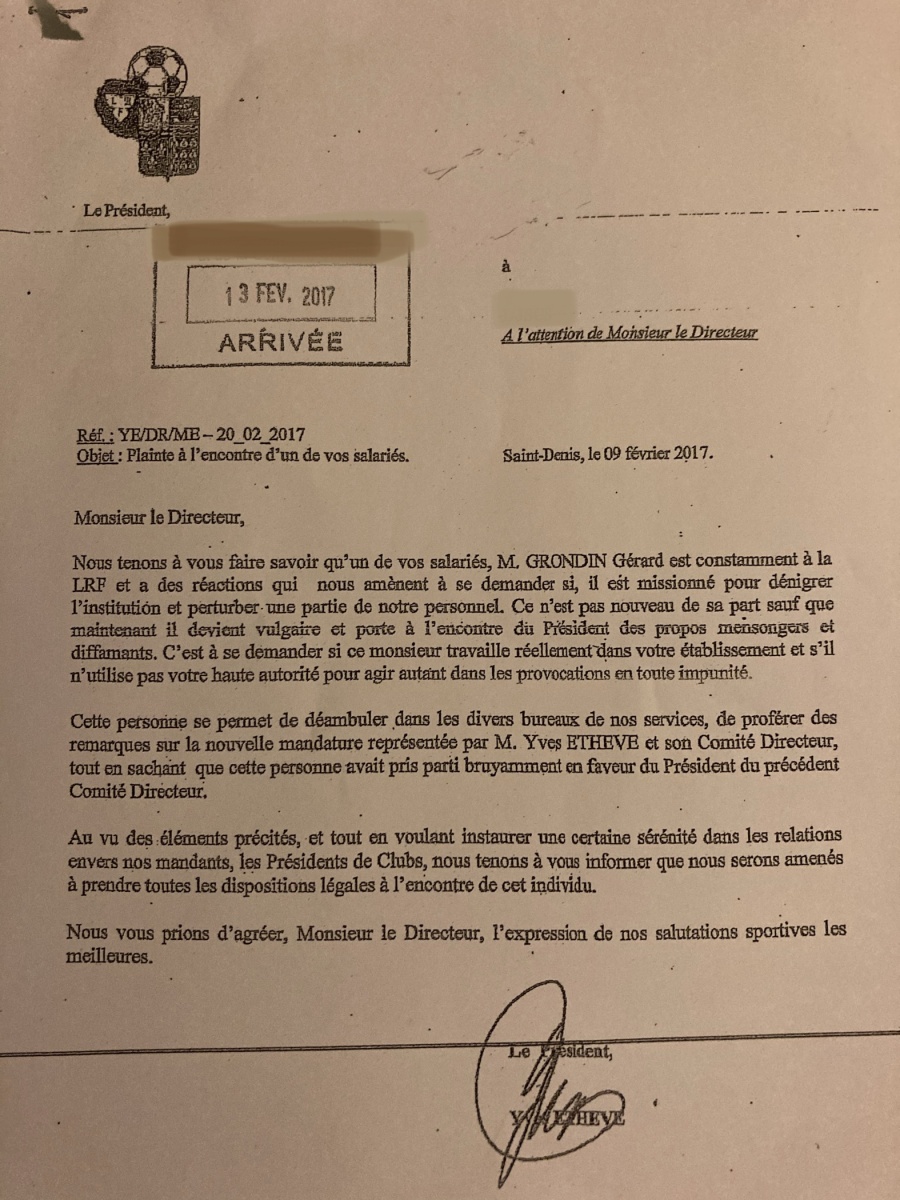 L R F
Le Président,
13 FEV. 2017
ARRIVÉE
à
A l'attention de Monsieur le Directeur
Réf. : YE/DR/ME – 20_02_2017
Objet : Plainte à l'encontre d'un de vos salariés.
Saint-Denis, le 09 février 2017.
Monsieur le Directeur,
Nous tenons à vous faire savoir qu'un de vos salariés, M. GRONDIN Gérard est constamment à la
LRF et a des réactions qui nous amènent à se demander si, il est missionné pour dénigrer
l'institution et perturber une partie de notre personnel. Ce n'est pas nouveau de sa part sauf que
maintenant il devient vulgaire et porte à l'encontre du Président des propos mensongers et
diffamants. C'est à se demander si ce monsieur travaille réellement dans votre établissement et s'il
n'utilise pas votre haute autorité pour agir autant dans les provocations en toute impunité.
Cette personne se permet de déambuler dans les divers bureaux de nos services, de proférer des
remarques sur la nouvelle mandature représentée par M. Yves ETHEVE et son Comité Directeur,
tout en sachant que cette personne avait pris parti bruyamment en faveur du Président du précédent
Comité Directeur.
Au vu des éléments précités, et tout en voulant instaurer une certaine sérénité dans les relations
envers nos mandants, les Présidents de Clubs, nous tenons à vous informer que nous serons amenés
à prendre toutes les dispositions légales à l'encontre de cet individu.
Nous vous prions d'agréer, Monsieur le Directeur, l'expression de nos salutations sportives les
meilleures.
Le Président,
ETHEVE